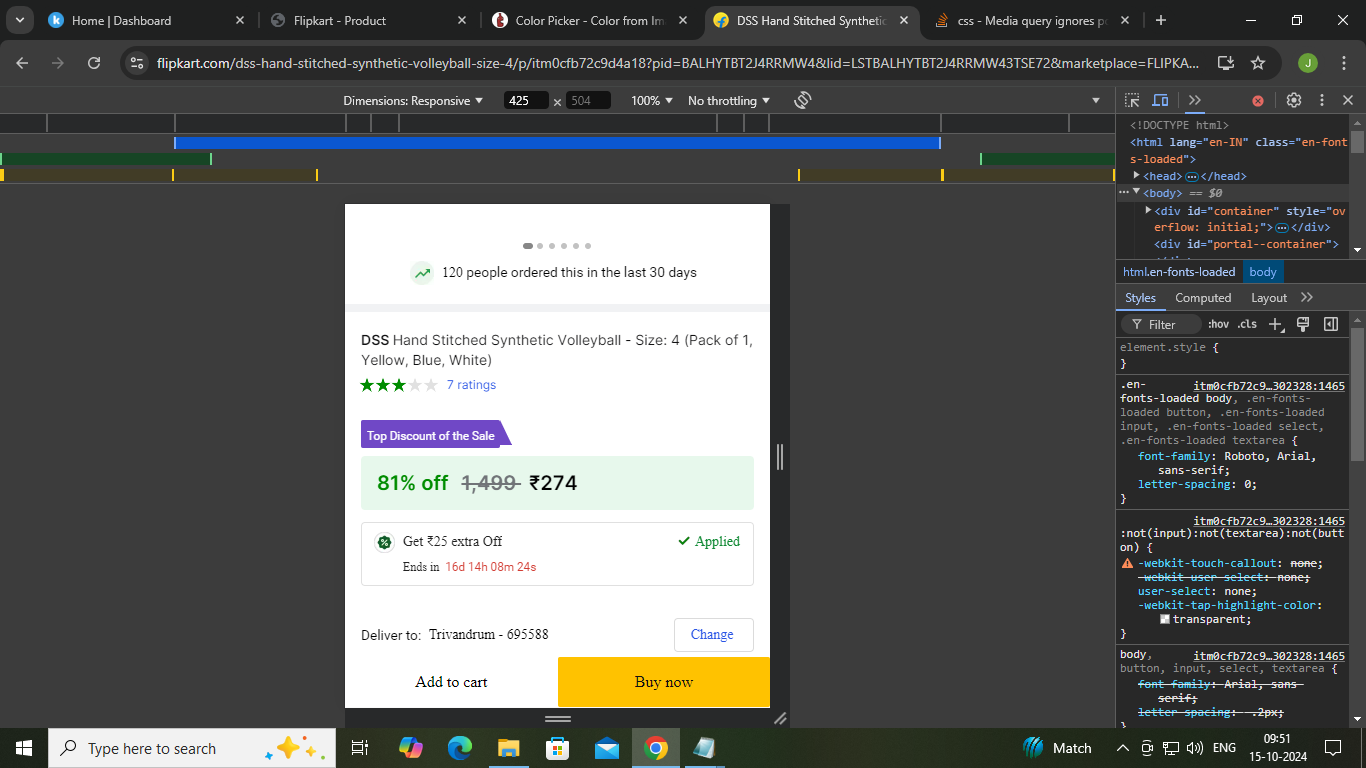 Home | Dashboard
Flipkart - Product
Color Picker - Color from Im
DSS Hand Stitched Synthetic
css - Media query ignores
flipkart.com/dss-hand-stitched-synthetic-volleyball-size-4/p/itm0cfb72c9d4a18?pid=BALHYTBT2J4RRMW4&lid=LSTBALHYTBT2J4RRMW43TSE72&marketplace=FLIPKA...
J
Dimensions: Responsive 425 × 504 100% No throttling
120 people ordered this in the last 30 days
DSS Hand Stitched Synthetic Volleyball - Size: 4 (Pack of 1,
Yellow, Blue, White)
7 ratings
Top Discount of the Sale
81% off 1,499 ₹274
Get ₹25 extra Off Applied
Ends in 16d 14h 08m 24s
Deliver to: Trivandrum - 695588 Change
Add to cart Buy now
<!DOCTYPE html>
<html lang="en-IN" class="en-font
s-loaded">
<head>…</head>
<body> == $0
<div id="container" style="ov
erflow: initial;">…</div>
<div id="portal--container">
html.en-fonts-loaded body
Styles Computed Layout
Filter :hov .cls
element.style {
}
.en- itm0cfb72c9…302328:1465
fonts-loaded body, .en-fonts-
loaded button, .en-fonts-loaded
input, .en-fonts-loaded select,
.en-fonts-loaded textarea {
font-family: Roboto, Arial,
sans-serif;
letter-spacing: 0;
}
itm0cfb72c9…302328:1465
:not(input):not(textarea):not(butt
on) {
-webkit-touch-callout: none;
-webkit-user-select: none;
user-select: none;
-webkit-tap-highlight-color:
transparent;
}
body, itm0cfb72c9…302328:1465
button, input, select, textarea {
font-family: Arial, sans-
serif;
letter-spacing: -.2px;
}
Type here to search
Match
ENG
09:51
15-10-2024